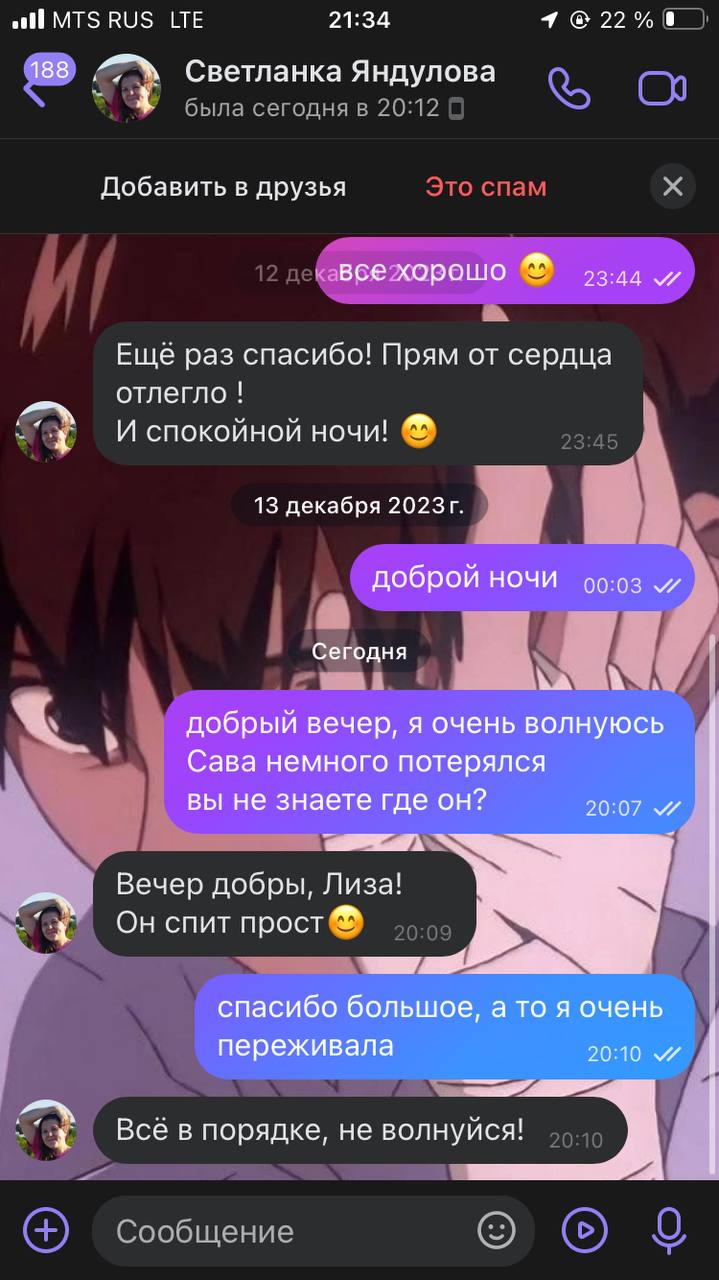 MTS RUS LTE 21:34 22 %
188
Светланка Яндулова
была сегодня в 20:12
Добавить в друзья Это спам
12 декабря 2023 г.
все хорошо 😊 23:44
Ещё раз спасибо! Прям от сердца
отлегло !
И спокойной ночи! 😊 23:45
13 декабря 2023 г.
доброй ночи 00:03
Сегодня
добрый вечер, я очень волнуюсь
Сава немного потерялся
вы не знаете где он? 20:07
Вечер добры, Лиза!
Он спит прост😊 20:09
спасибо большое, а то я очень
переживала 20:10
Всё в порядке, не волнуйся! 20:10
Сообщение